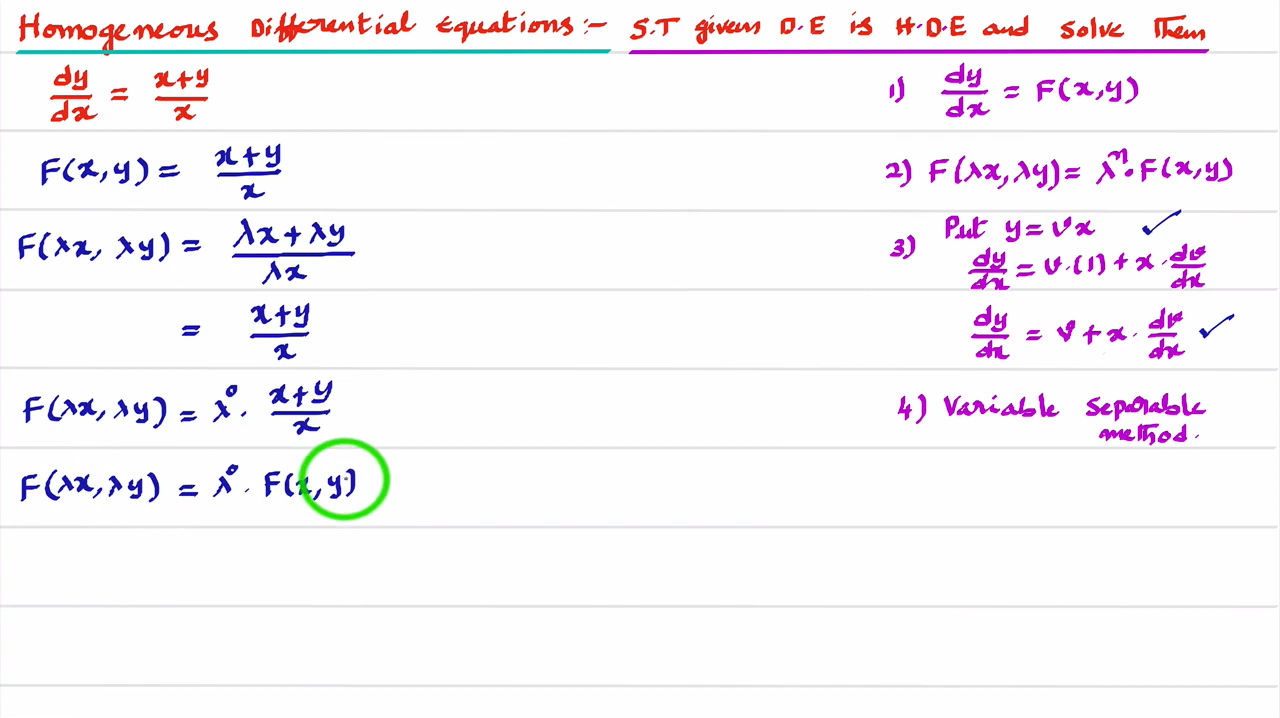 Homogeneous Differential Equations :- S.T given D.E is H.D.E and solve Them
dy/dx = x+y/x
F(x,y) = x+y/x
F(λx, λy) = λx+λy/λx
= x+y/x
F(λx, λy) = λ⁰. x+y/x
F(λx, λy) = λ⁰. F(x,y)
1) dy/dx = F(x,y)
2) F(λx, λy) = λⁿ.F(x,y)
3) Put y = vx ✓
dy/dx = v.(1) + x.dv/dx
dy/dx = v + x.dv/dx ✓
4) Variable separable
method.